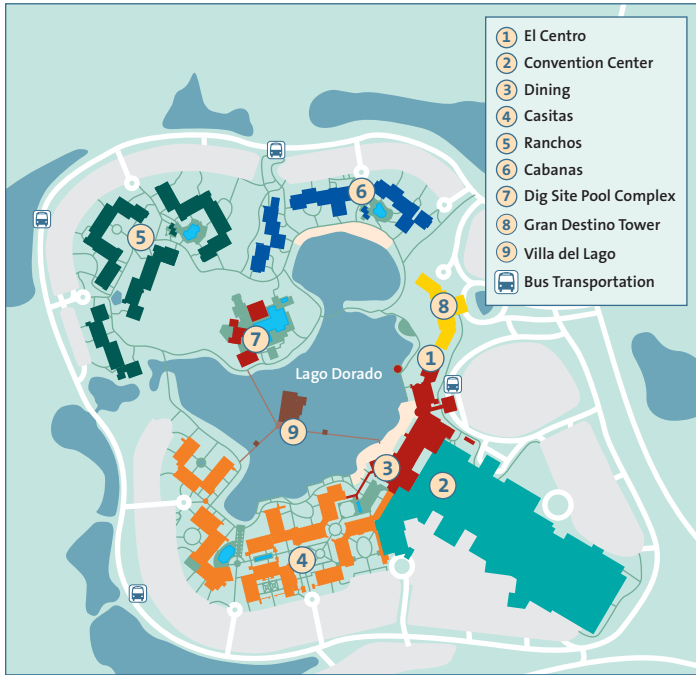 1 El Centro
2 Convention Center
3 Dining
4 Casitas
5 Ranchos
6 Cabanas
7 Dig Site Pool Complex
8 Gran Destino Tower
9 Villa del Lago
Bus Transportation
6
5
8
7
1
Lago Dorado
9
3
2
4